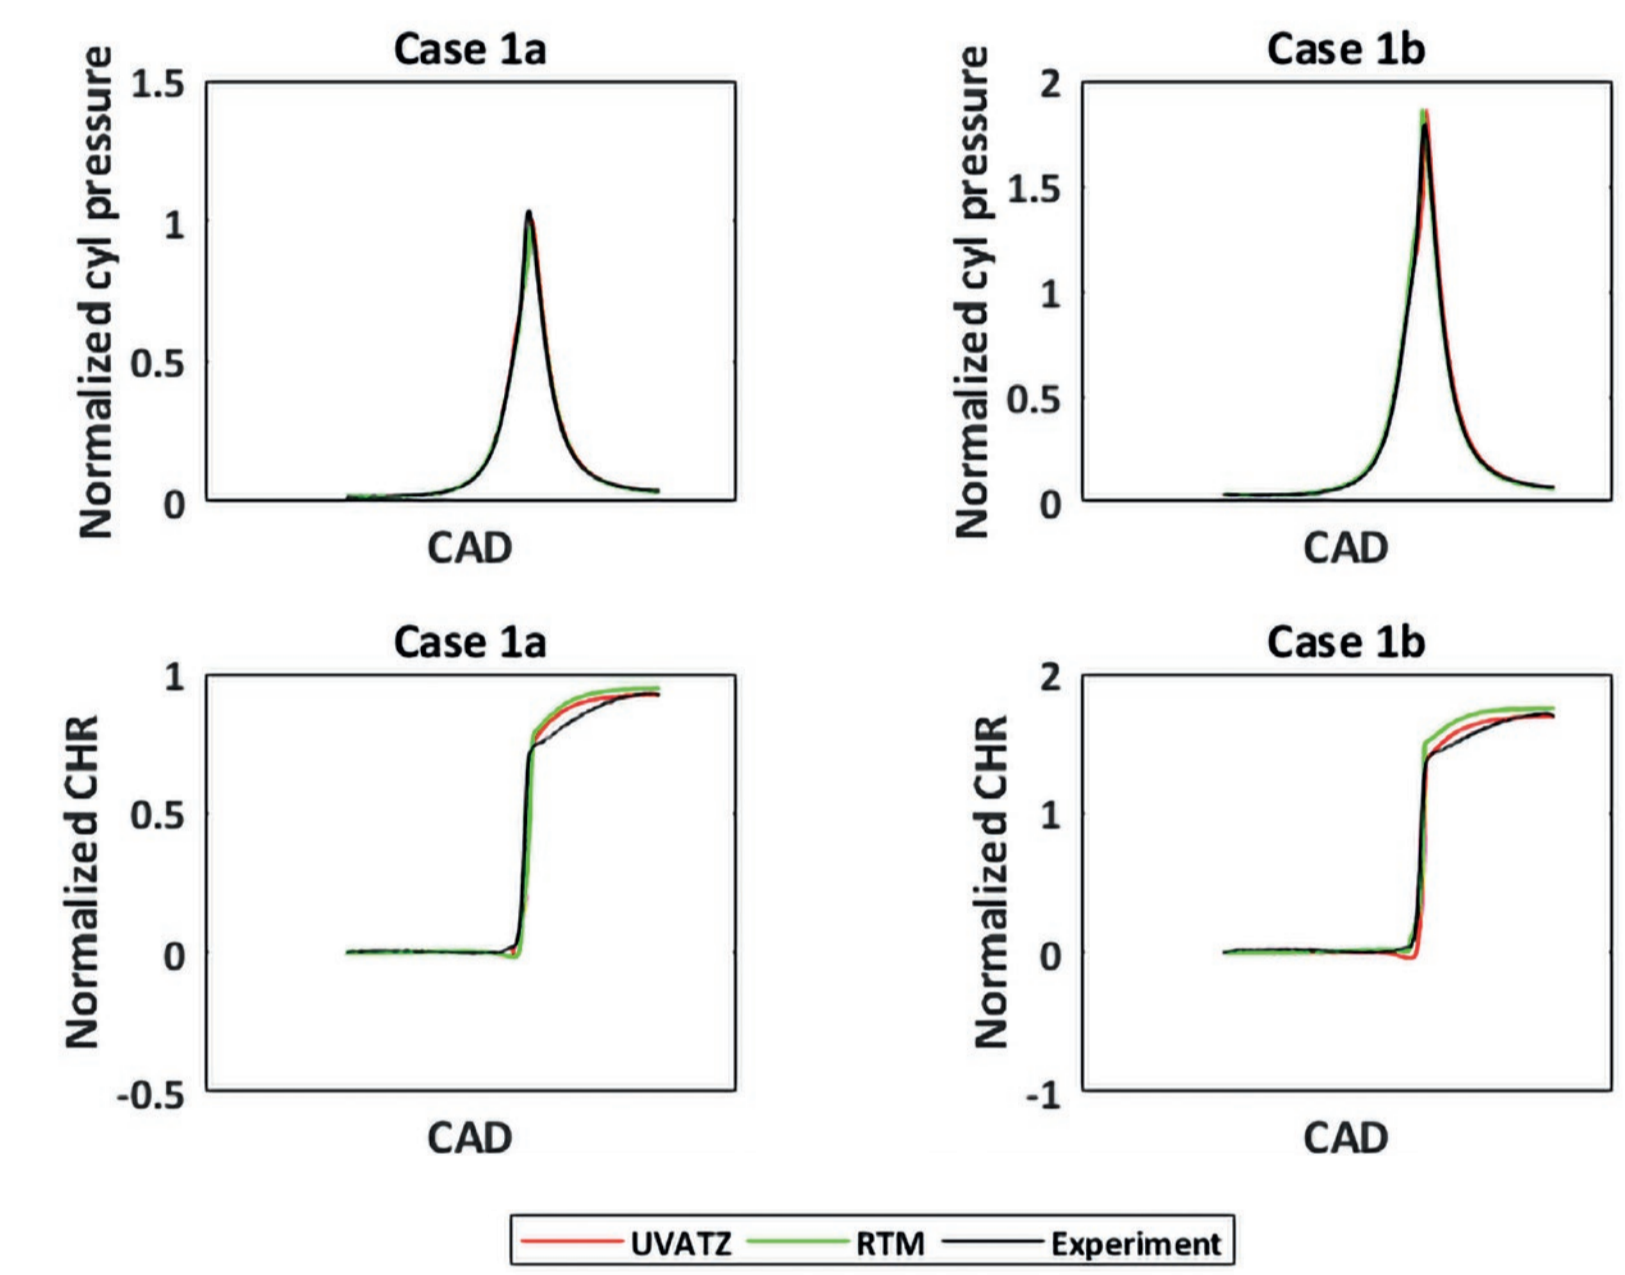 Case 1a
Normalized cyl pressure
1.5
1
0.5
0
CAD
Case 1b
Normalized cyl pressure
2
1.5
1
0.5
0
CAD
Case 1a
Normalized CHR
1
0.5
0
-0.5
CAD
Case 1b
Normalized CHR
2
1
0
-1
CAD
UVATZ RTM Experiment